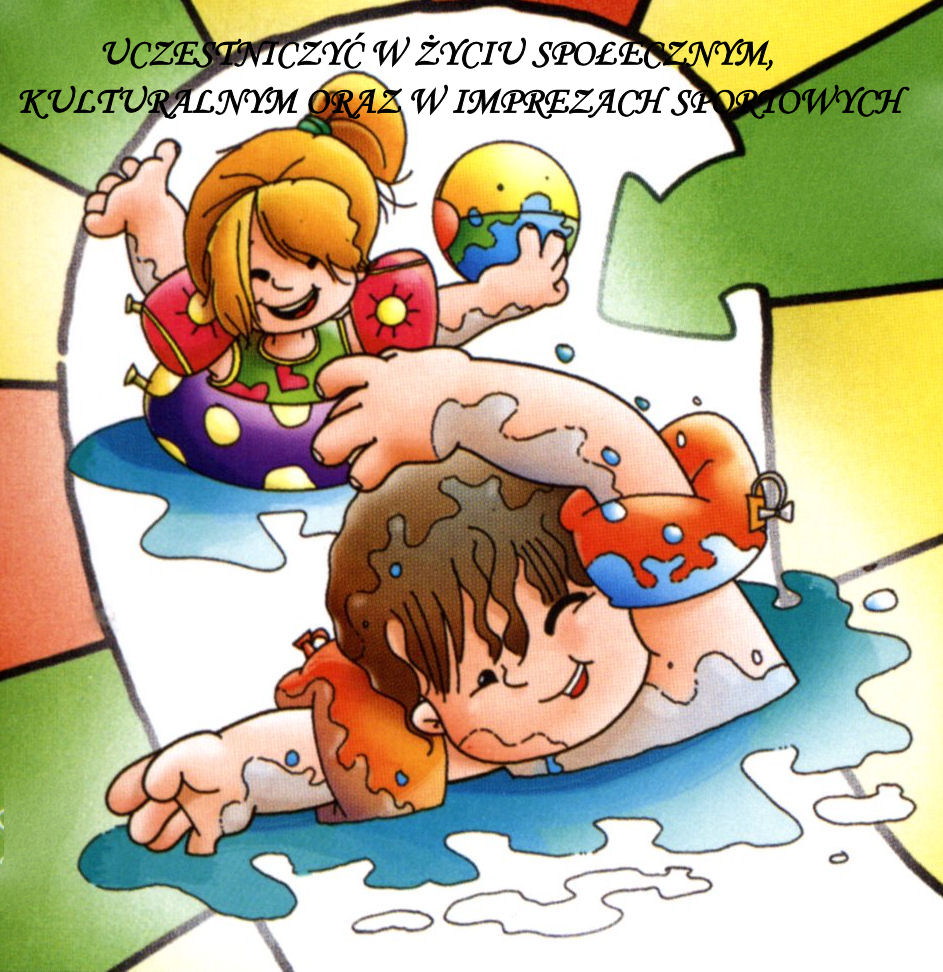 UCZESTNICZYĆ W ŻYCIU SPOŁECZNYM,
KULTURALNYM ORAZ W IMPREZACH SPORTOWYCH